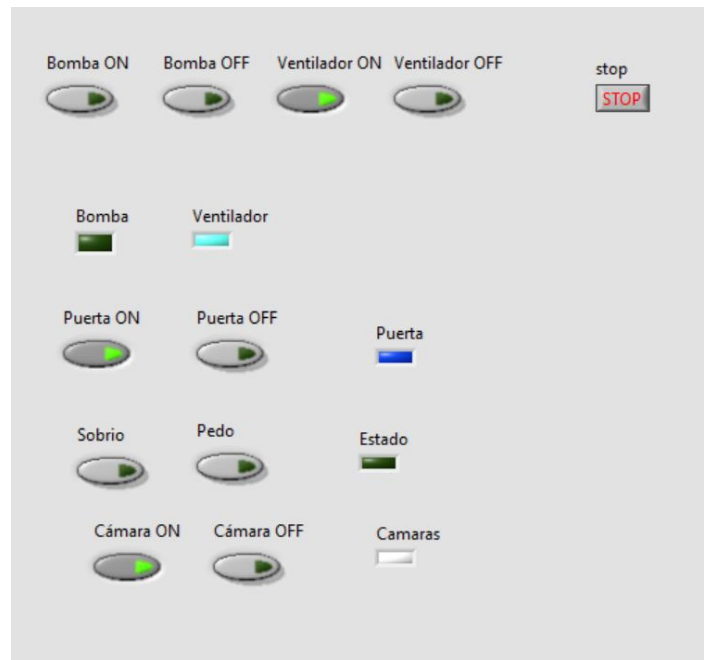 Bomba ON Bomba OFF Ventilador ON Ventilador OFF stop
STOP
Bomba Ventilador
Puerta ON Puerta OFF Puerta
Sobrio Pedo Estado
Cámara ON Cámara OFF Camaras